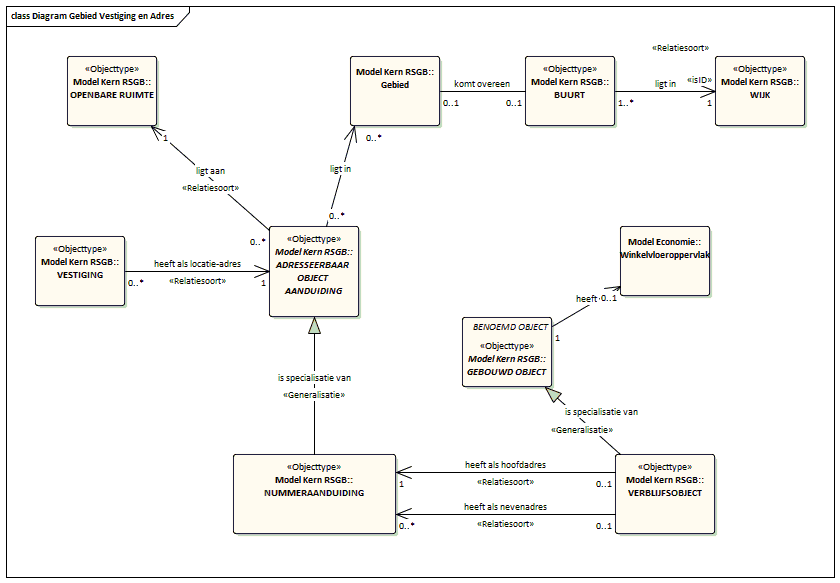 class Diagram Gebied Vestiging en Adres
«Objecttype»
Model Kern RSGB::
OPENBARE RUIMTE
Model Kern RSGB::
Gebied
komt overeen
0..1
0..1
«Objecttype»
Model Kern RSGB::
BUURT
«Relatiesoort»
ligt in
«isID»
1..*
1
«Objecttype»
Model Kern RSGB::
WIJK
1
ligt aan
«Relatiesoort»
0..*
0..*
ligt in
0..*
«Objecttype»
Model Kern RSGB::
VESTIGING
heeft als locatie-adres
«Relatiesoort»
0..*
1
«Objecttype»
Model Kern RSGB::
ADRESSEERBAAR
OBJECT
AANDUIDING
Model Economie::
Winkelvloeroppervlak
heeft
0..1
1
BENOEMD OBJECT
«Objecttype»
Model Kern RSGB::
GEBOUWD OBJECT
is specialisatie van
«Generalisatie»
is specialisatie van
«Generalisatie»
«Objecttype»
Model Kern RSGB::
NUMMERAANDUIDING
heeft als hoofdadres
«Relatiesoort»
1
0..1
heeft als nevenadres
«Relatiesoort»
0..*
0..1
«Objecttype»
Model Kern RSGB::
VERBLIJFSOBJECT